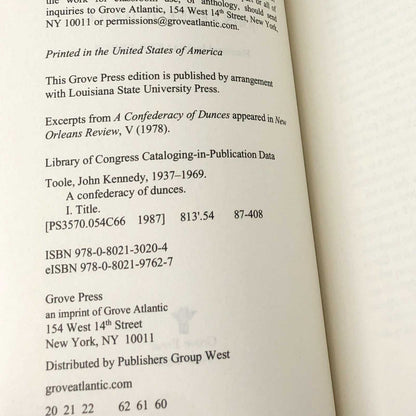 the work for classroom use, or anthology, should send
inquiries to Grove Atlantic, 154 West 14th Street, New York,
NY 10011 or permissions@groveatlantic.com.
Printed in the United States of America
This Grove Press edition is published by arrangement
with Louisiana State University Press.
Excerpts from A Confederacy of Dunces appeared in New
Orleans Review, V (1978).
Library of Congress Cataloging-in-Publication Data
Toole, John Kennedy, 1937–1969.
A confederacy of dunces.
I. Title.
[PS3570.054C66 1987] 813'.54 87-408
ISBN 978-0-8021-3020-4
eISBN 978-0-8021-9762-7
Grove Press
an imprint of Grove Atlantic
154 West 14th Street
New York, NY 10011
Distributed by Publishers Group West
groveatlantic.com
20 21 22 62 61 60